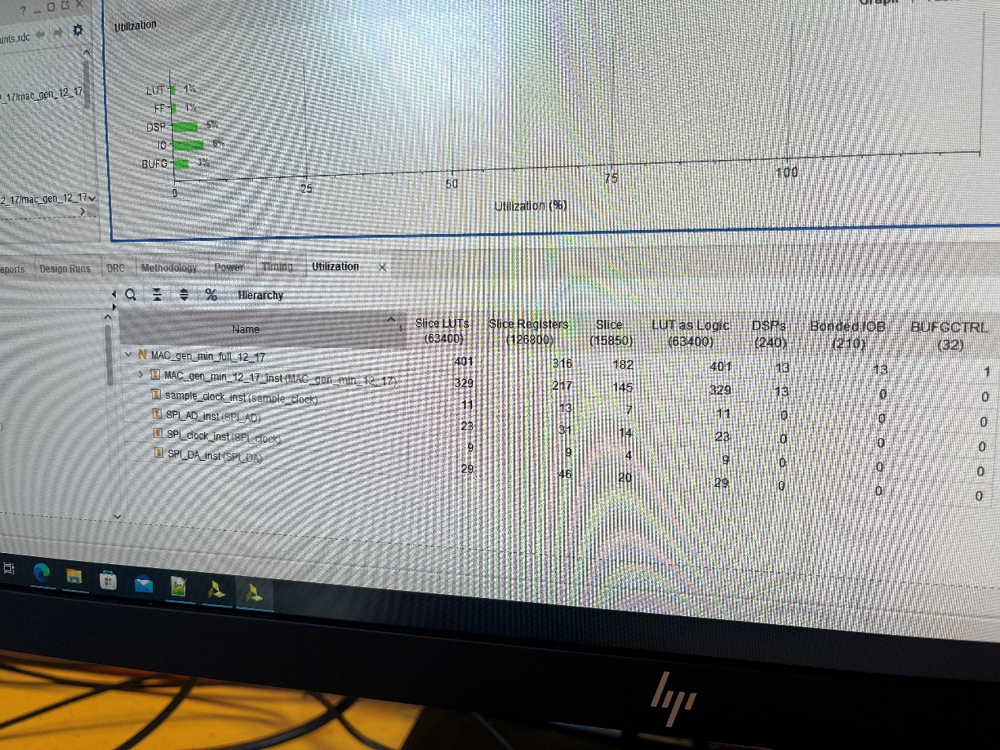 ?
ints.xdc
2_17/mac_gen_12_17
2_17/mac_gen_12_17
Utilization
LUT 1%
FF 1%
DSP 5%
IO 6%
BUFG 3%
0 25 50 75 100
Utilization (%)
eports Design Runs DRC Methodology Power Timing Utilization
% Hierarchy
Name 1 Slice LUTs (63400) Slice Registers (126800) Slice (15850) LUT as Logic (63400) DSPs (240) Bonded IOB (210) BUFGCTRL (32)
N MAC_gen_min_full_12_17 401 316 182 401 13 13 1
MAC_gen_min_12_17_inst (MAC_gen_min_12_17) 329 217 145 329 13 0 0
sample_clock_inst (sample_clock) 11 13 7 11 0 0 0
SPI_AD_inst (SPI_AD) 23 31 14 23 0 0 0
SPI_clock_inst (SPI_clock) 9 9 4 9 0 0 0
SPI_DA_inst (SPI_DA) 29 46 20 29 0 0 0
hp